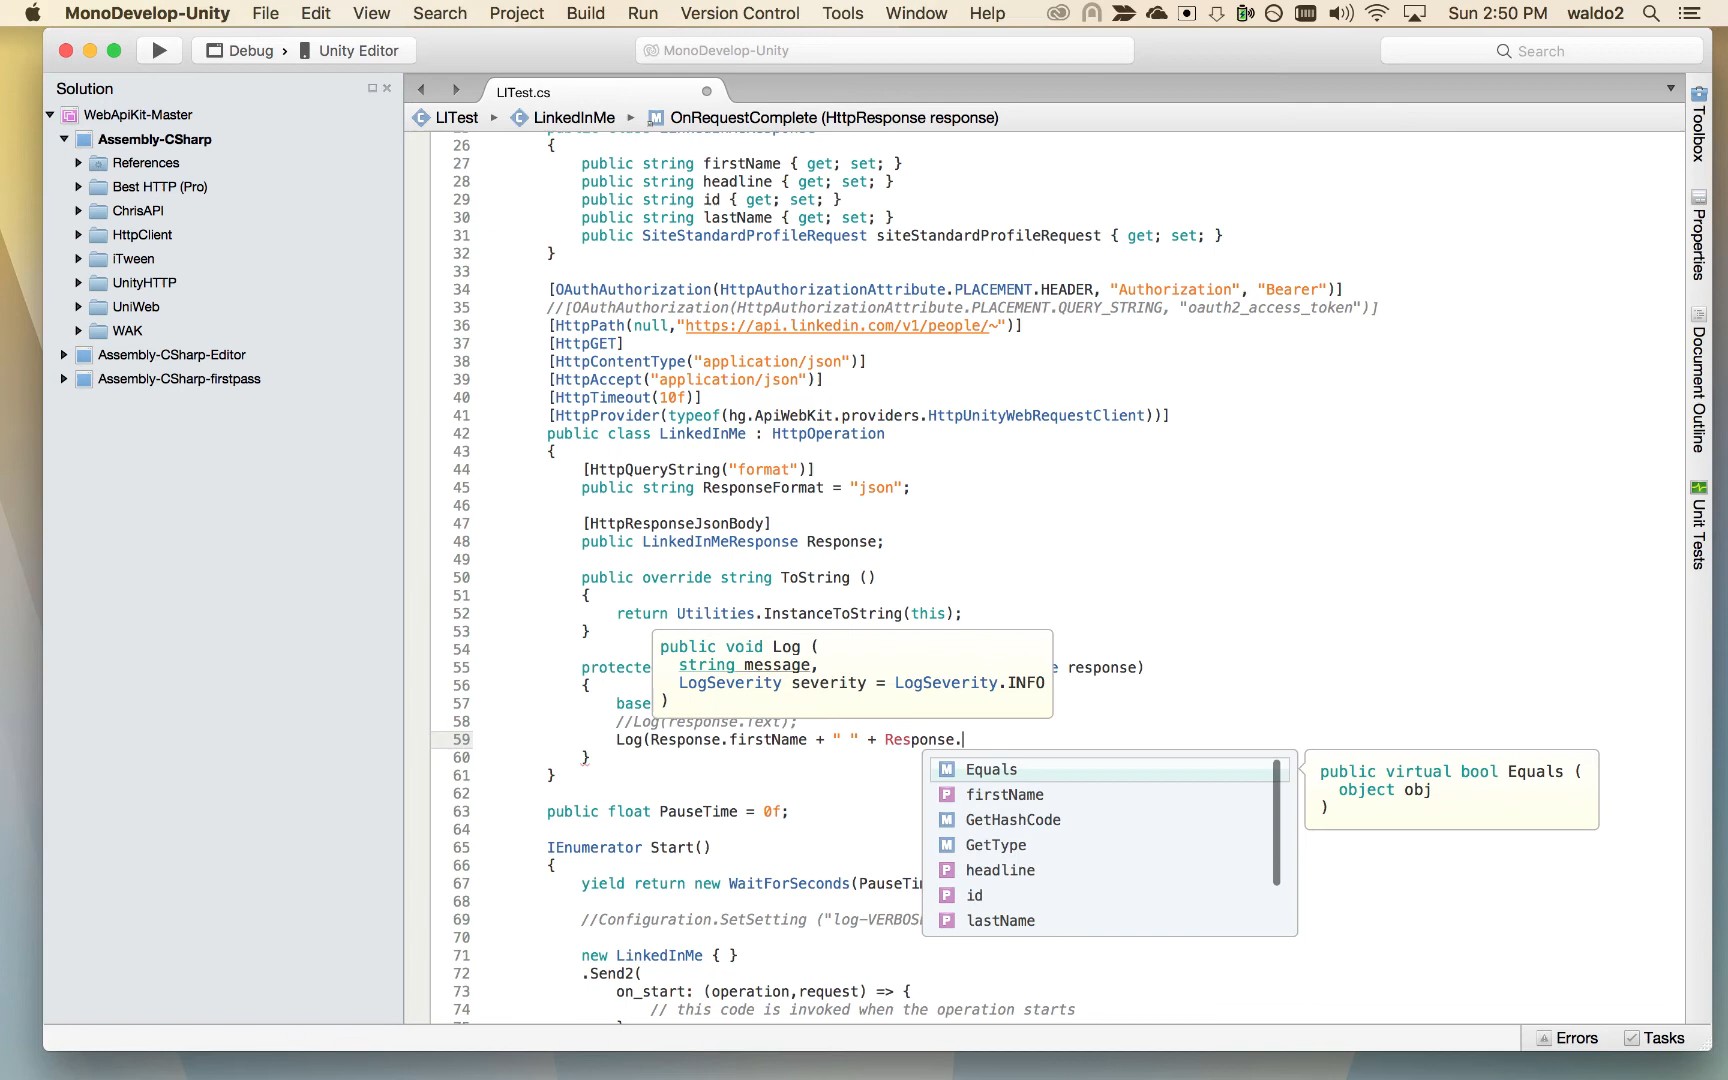 MonoDevelop-Unity File Edit View Search Project Build Run Version Control Tools Window Help Sun 2:50 PM waldo2
Debug › Unity Editor MonoDevelop-Unity Search
Solution
WebApiKit-Master
Assembly-CSharp
References
Best HTTP (Pro)
ChrisAPI
HttpClient
iTween
UnityHTTP
UniWeb
WAK
Assembly-CSharp-Editor
Assembly-CSharp-firstpass
LITest.cs
LITest LinkedInMe OnRequestComplete (HttpResponse response)
26 {
27 public string firstName { get; set; }
28 public string headline { get; set; }
29 public string id { get; set; }
30 public string lastName { get; set; }
31 public SiteStandardProfileRequest siteStandardProfileRequest { get; set; }
32 }
33
34 [OAuthAuthorization(HttpAuthorizationAttribute.PLACEMENT.HEADER, "Authorization", "Bearer")]
35 //[OAuthAuthorization(HttpAuthorizationAttribute.PLACEMENT.QUERY_STRING, "oauth2_access_token")]
36 [HttpPath(null,"https://api.linkedin.com/v1/people/~")]
37 [HttpGET]
38 [HttpContentType("application/json")]
39 [HttpAccept("application/json")]
40 [HttpTimeout(10f)]
41 [HttpProvider(typeof(hg.ApiWebKit.providers.HttpUnityWebRequestClient))]
42 public class LinkedInMe : HttpOperation
43 {
44 [HttpQueryString("format")]
45 public string ResponseFormat = "json";
46
47 [HttpResponseJsonBody]
48 public LinkedInMeResponse Response;
49
50 public override string ToString ()
51 {
52 return Utilities.InstanceToString(this);
53 }
54
55 protecte e response)
56 {
57 base
58 //Log(response.Text);
59 Log(Response.firstName + " " + Response.
60 }
61 }
62
63 public float PauseTime = 0f;
64
65 IEnumerator Start()
66 {
67 yield return new WaitForSeconds(PauseTim
68
69 //Configuration.SetSetting ("log-VERBOS
70
71 new LinkedInMe { }
72 .Send2(
73 on_start: (operation,request) => {
74 // this code is invoked when the operation starts
public void Log (
string message,
LogSeverity severity = LogSeverity.INFO
)
M Equals
P firstName
M GetHashCode
M GetType
P headline
P id
P lastName
public virtual bool Equals (
object obj
)
Toolbox
Properties
Document Outline
Unit Tests
Errors Tasks